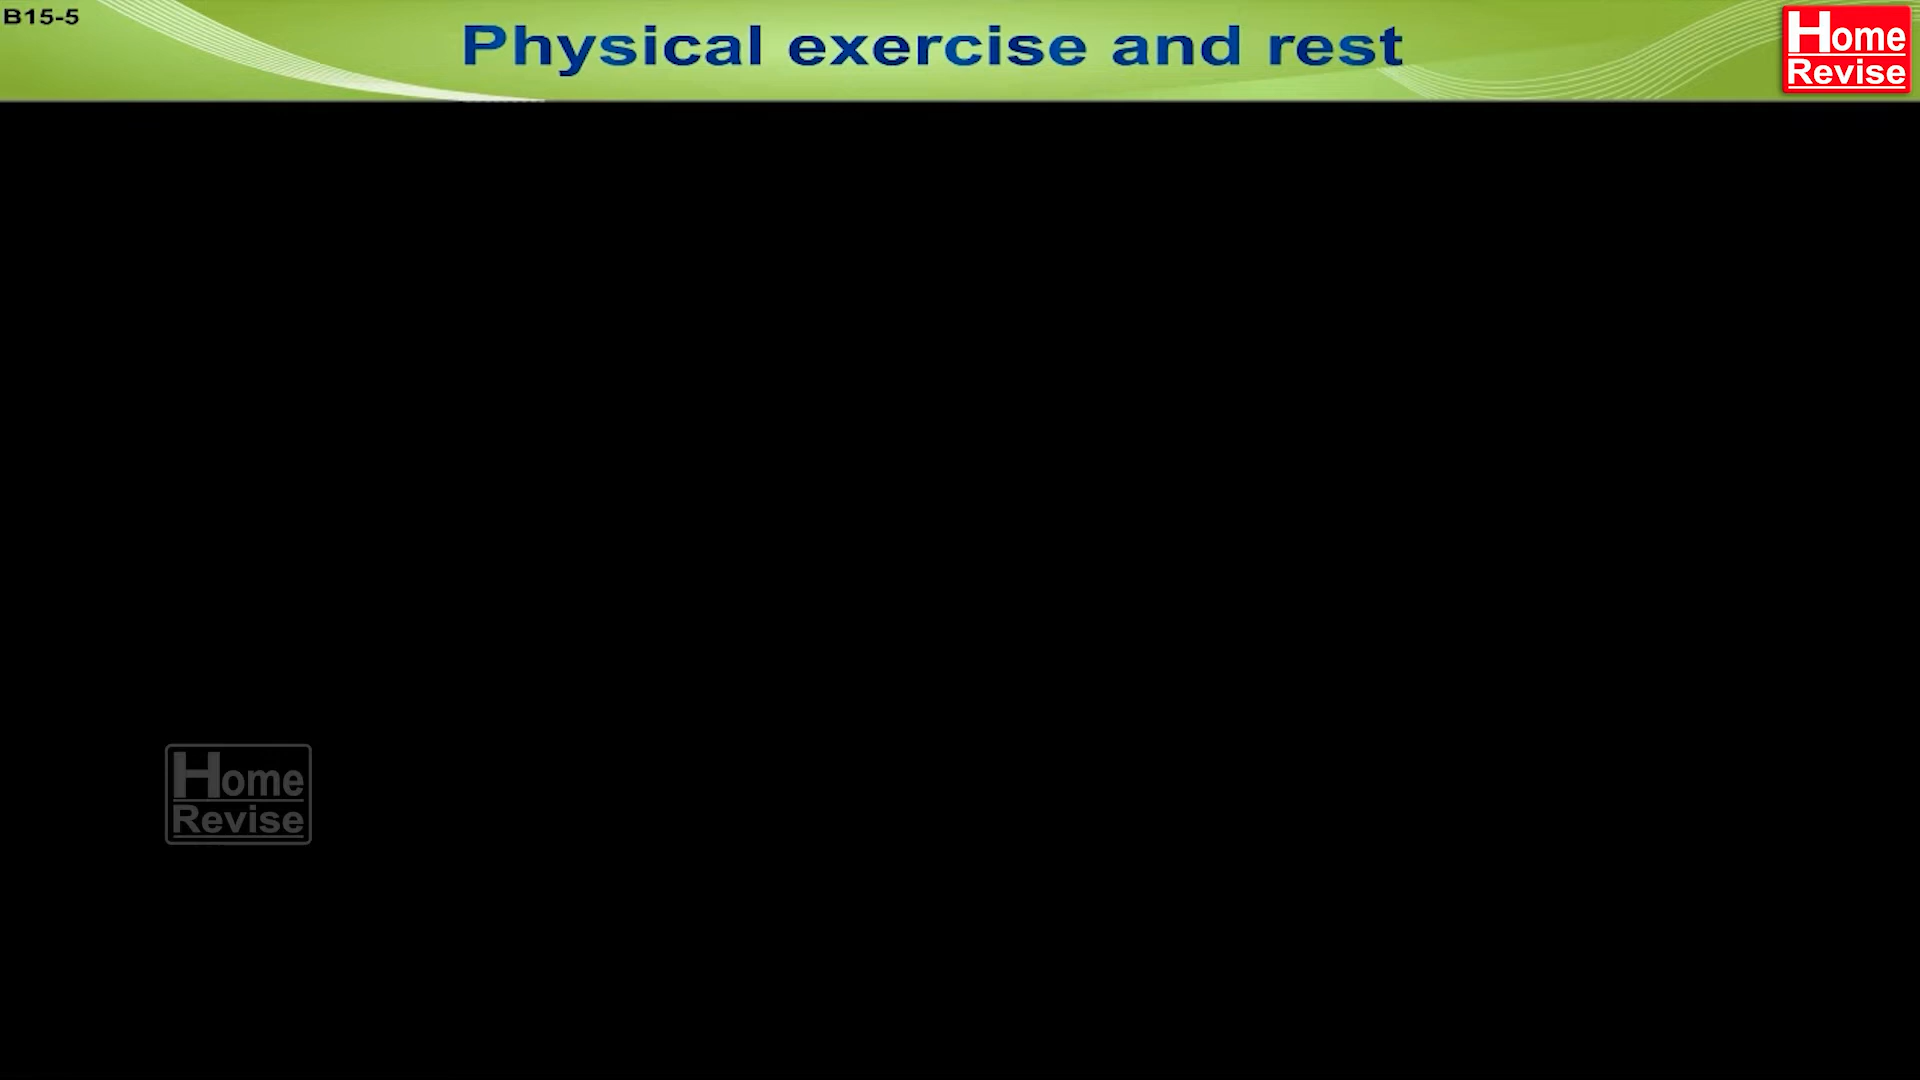 B15-5
Physical exercise and rest
Home
Revise
Home
Revise